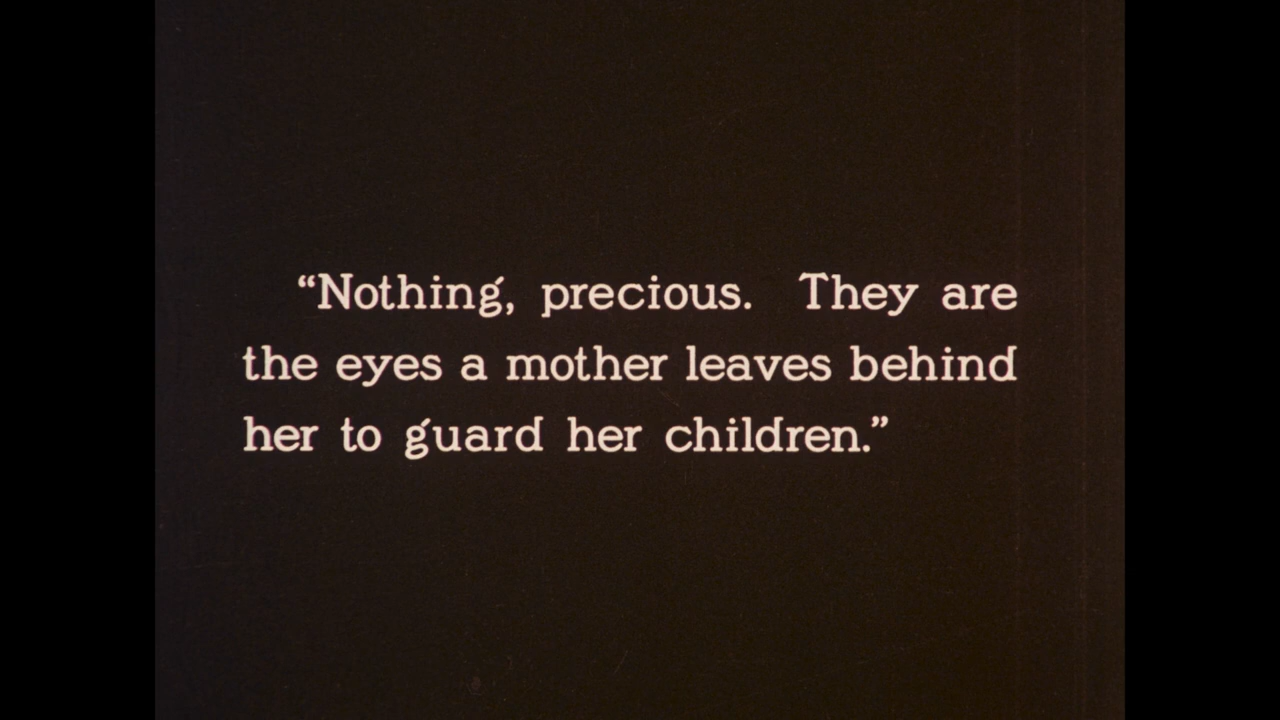 “Nothing, precious. They are
the eyes a mother leaves behind
her to guard her children.”